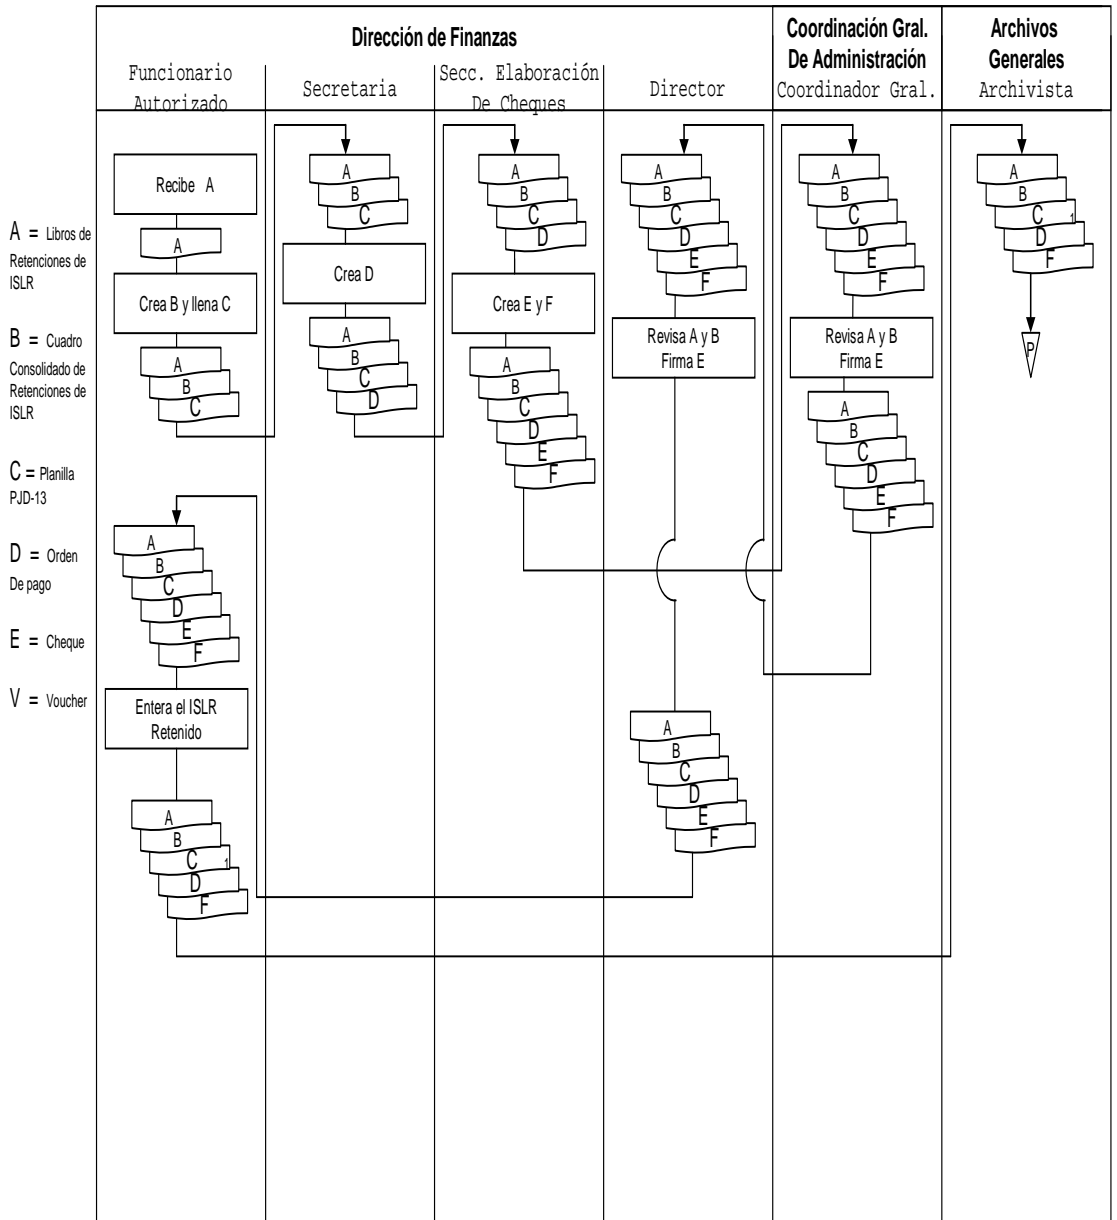 Dirección de Finanzas
Coordinación Gral.
De Administración
Archivos
Generales
Funcionario
Autorizado
Secretaria
Secc. Elaboración
De Cheques
Director
Coordinador Gral.
Archivista
A = Libros de
Retenciones de
ISLR
B = Cuadro
Consolidado de
Retenciones de
ISLR
C = Planilla
PJD-13
D = Orden
De pago
E = Cheque
V = Voucher
Recibe A
A
Crea B y llena C
A
B
C
A
B
C
D
E
F
Entera el ISLR
Retenido
A
B
C 1
D
F
A
B
C
Crea D
A
B
C
D
A
B
C
D
Crea E y F
A
B
C
D
E
F
A
B
C
D
E
F
Revisa A y B
Firma E
A
B
C
D
E
F
A
B
C
D
E
F
Revisa A y B
Firma E
A
B
C
D
E
F
A
B
C 1
D
F
P